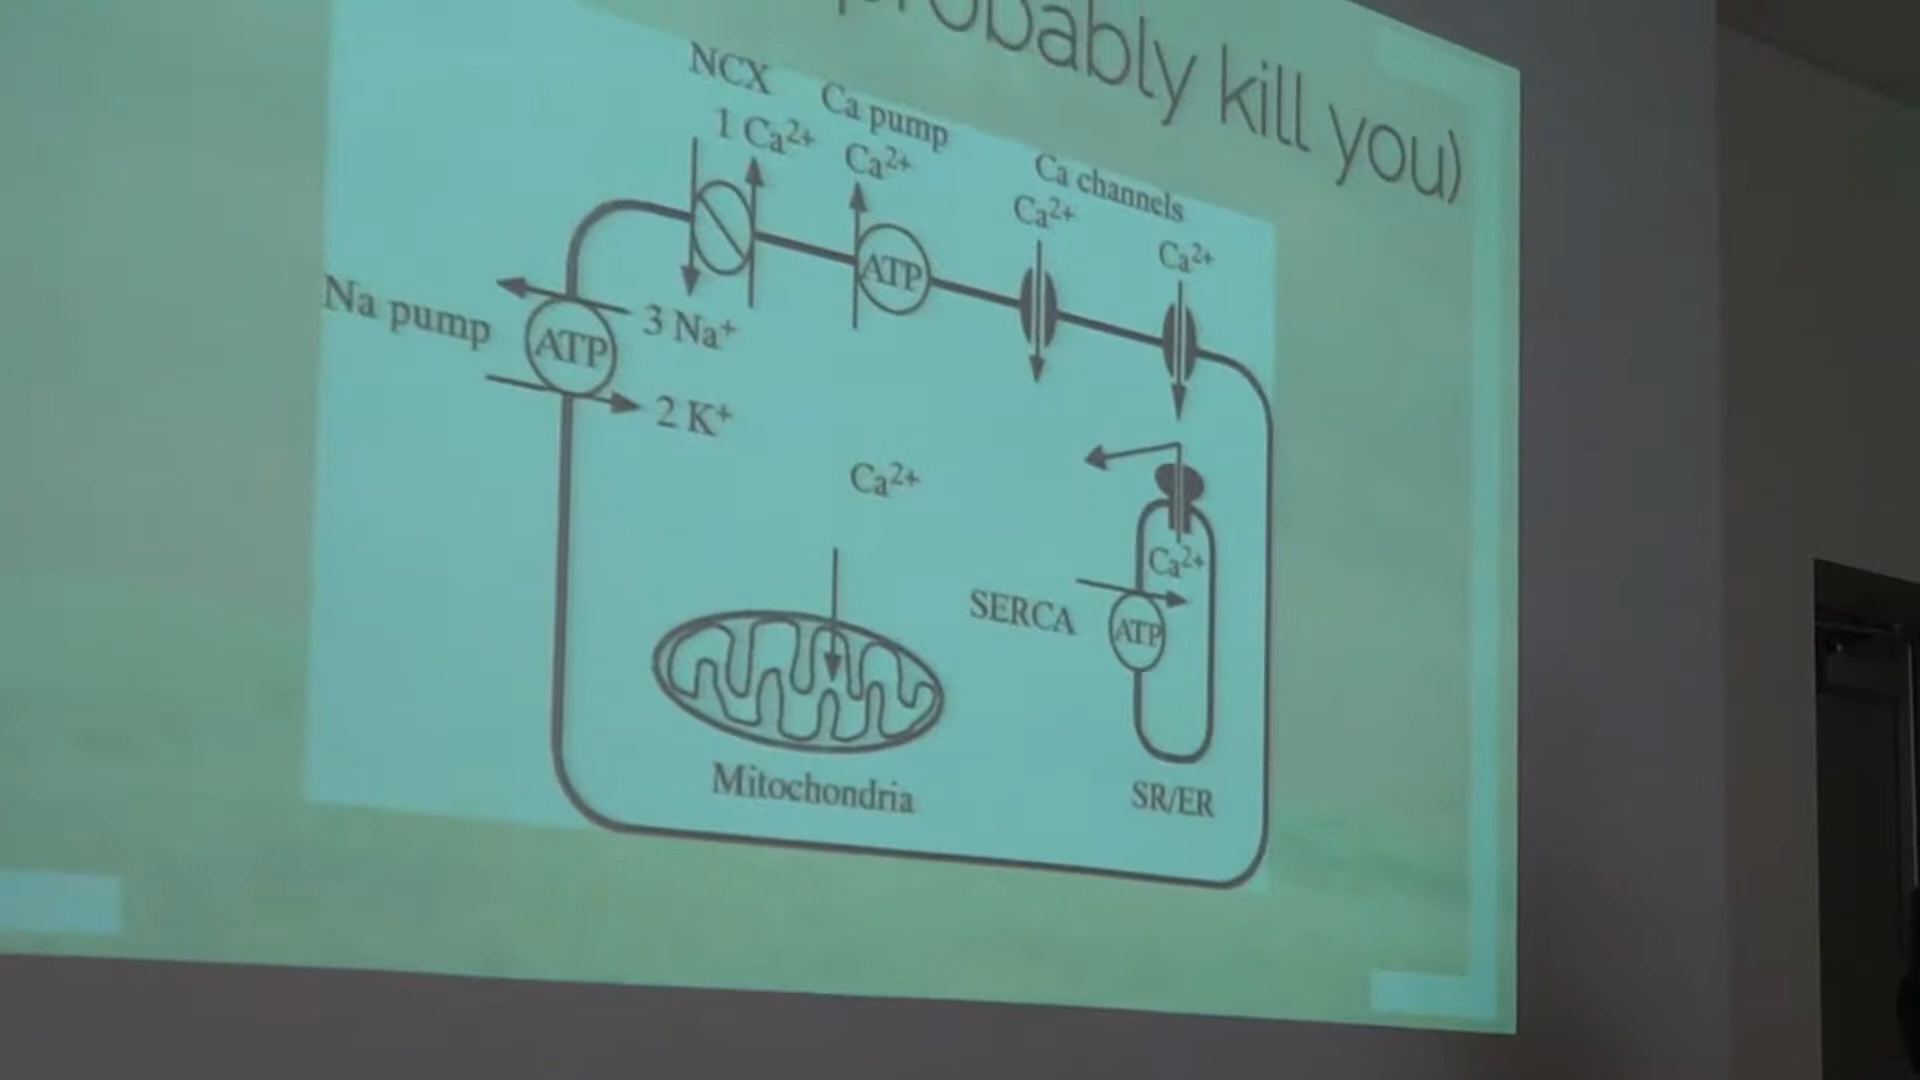 probably kill you)
NCX
1 Ca²⁺
Ca pump
Ca²⁺
Ca channels
Ca²⁺
Ca²⁺
Na pump
ATP
3 Na⁺
2 K⁺
ATP
Ca²⁺
Ca²⁺
SERCA
ATP
Mitochondria
SR/ER